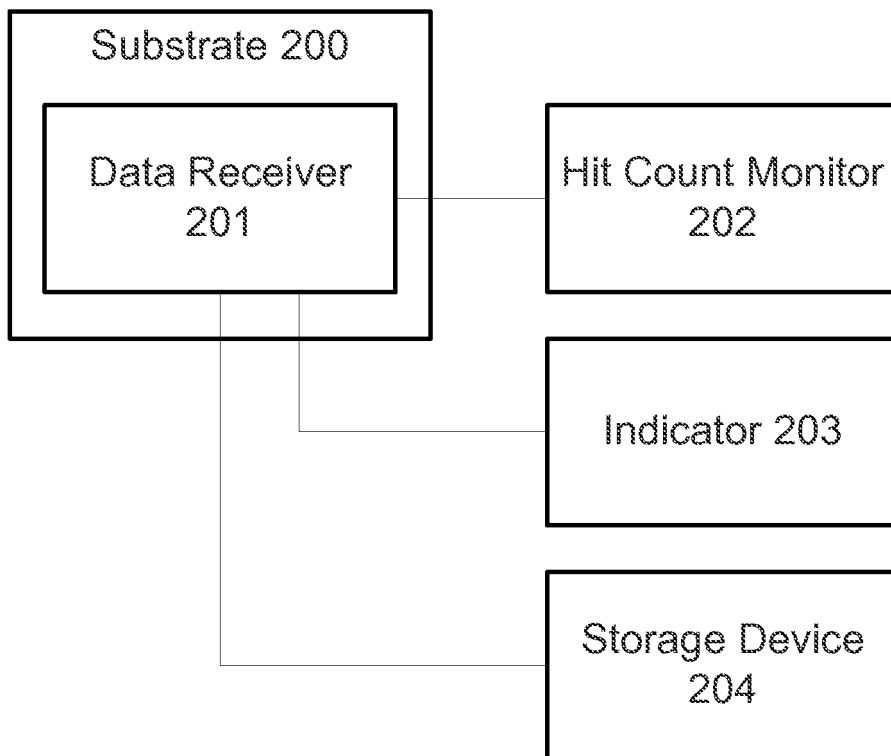 Substrate 200
Data Receiver
201
Hit Count Monitor
202
Indicator 203
Storage Device
204